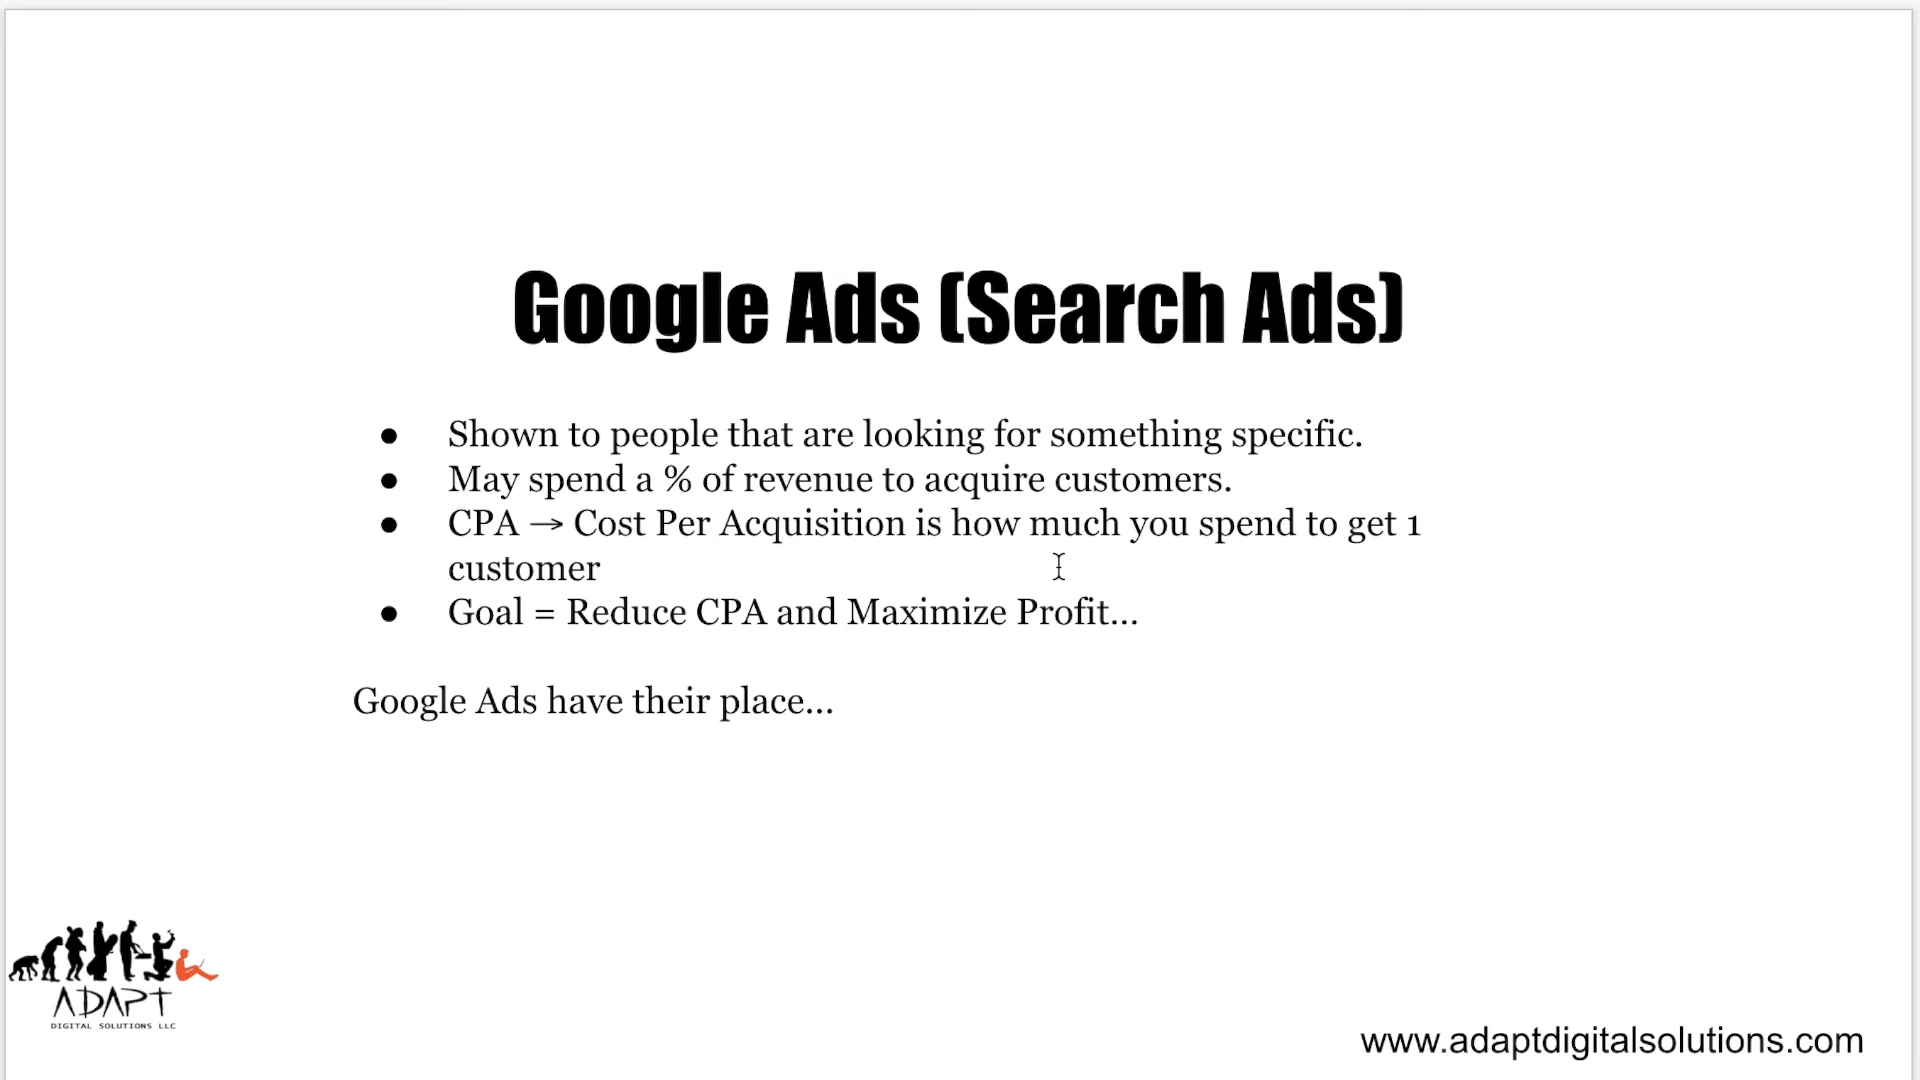 Google Ads (Search Ads)
● Shown to people that are looking for something specific.
● May spend a % of revenue to acquire customers.
● CPA → Cost Per Acquisition is how much you spend to get 1
customer
● Goal = Reduce CPA and Maximize Profit...
Google Ads have their place...
ADAPT
DIGITAL SOLUTIONS LLC
www.adaptdigitalsolutions.com